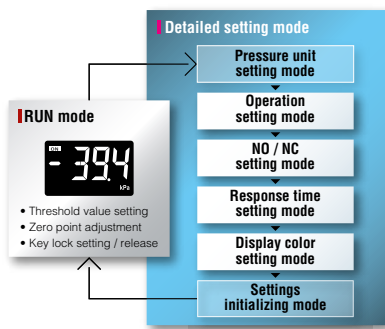 Detailed setting mode
Pressure unit
setting mode
Operation
setting mode
NO / NC
setting mode
Response time
setting mode
Display color
setting mode
Settings
initializing mode
RUN mode
ON
- 39.4
kPa
• Threshold value setting
• Zero point adjustment
• Key lock setting / release